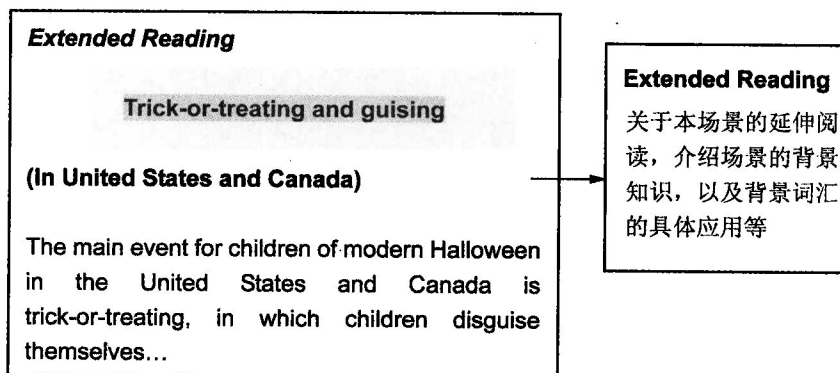 Extended Reading
Trick-or-treating and guising
(In United States and Canada)
The main event for children of modern Halloween
in the United States and Canada is
trick-or-treating, in which children disguise
themselves…
Extended Reading
关于本场景的延伸阅
读，介绍场景的背景
知识，以及背景词汇
的具体应用等